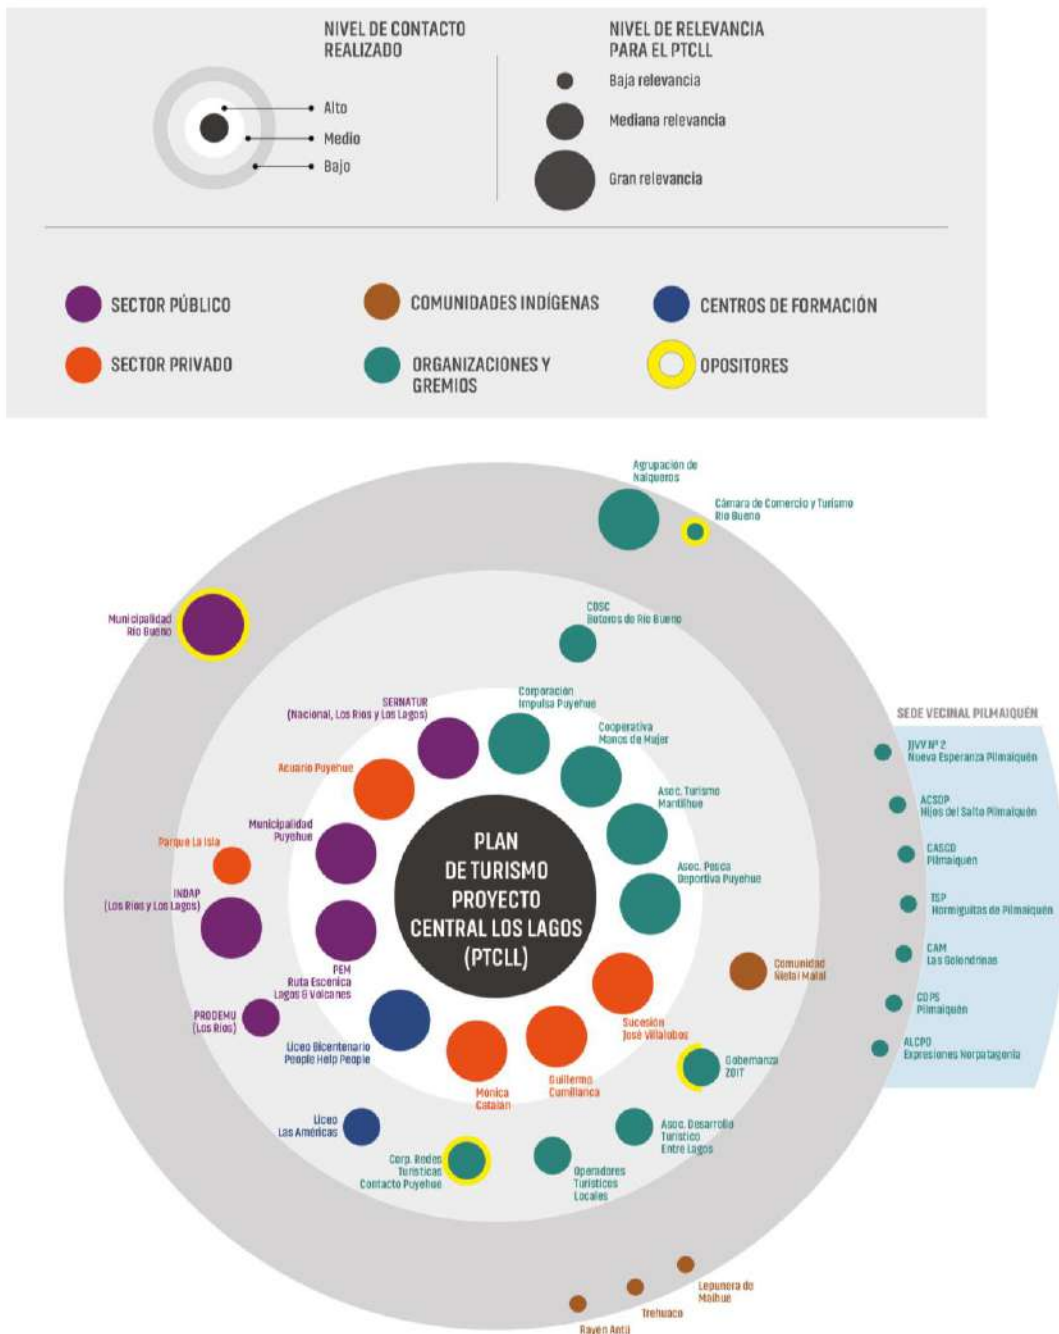 NIVEL DE CONTACTO
REALIZADO
Alto
Medio
Bajo
NIVEL DE RELEVANCIA
PARA EL PTCLL
Baja relevancia
Mediana relevancia
Gran relevancia
SECTOR PÚBLICO
COMUNIDADES INDÍGENAS
CENTROS DE FORMACIÓN
SECTOR PRIVADO
ORGANIZACIONES Y
GREMIOS
OPOSITORES
Agrupación de
Nalqueros
Cámara de Comercio y Turismo
Río Bueno
Municipalidad
Río Bueno
COSC
Boteros de Río Bueno
SERNATUR
(Nacional, Los Ríos y Los Lagos)
Corporación
Impulsa Puyehue
Cooperativa
Manos de Mujer
Acuario Puyehue
Asoc. Turismo
Mantilhue
Municipalidad
Puyehue
Parque La Isla
Asoc. Pesca
Deportiva Puyehue
INDAP
(Los Ríos y Los Lagos)
PLAN
DE TURISMO
PROYECTO
CENTRAL LOS LAGOS
(PTCLL)
PEM
Ruta Escénica
Lagos & Volcanes
PRODEMU
(Los Ríos)
Comunidad
Ñielai Malal
Sucesión
José Villalobos
Liceo Bicentenario
People Help People
Mónica
Catalán
Guillermo
Cumillanca
Gobernanza
ZOIT
Liceo
Las Américas
Corp. Redes
Turísticas
Contacto Puyehue
Operadores
Turísticos
Locales
Asoc. Desarrollo
Turístico
Entre Lagos
Lepunera de
Maihue
Trehuaco
Rayén Antü
SEDE VECINAL PILMAIQUÉN
JJVV Nº 2
Nueva Esperanza Pilmaiquén
ACSDP
Hijos del Salto Pilmaiquén
CASCO
Pilmaiquén
TSP
Hormiguitas de Pilmaiquén
CAM
Las Golondrinas
COPS
Pilmaiquén
ALCPD
Expresiones Norpatagonia